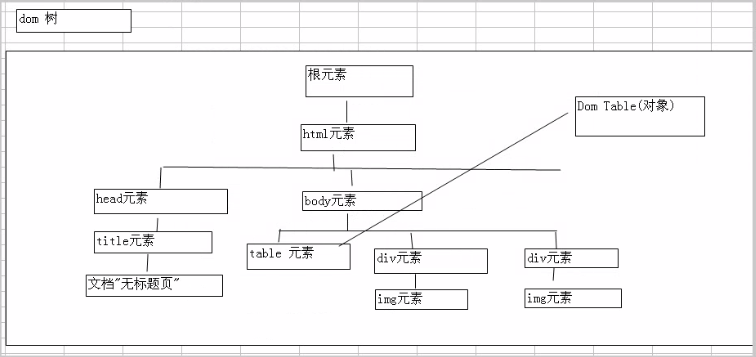 dom 树
根元素
Dom Table(对象)
html元素
head元素
body元素
title元素
table 元素
div元素
div元素
文档"无标题页"
img元素
img元素